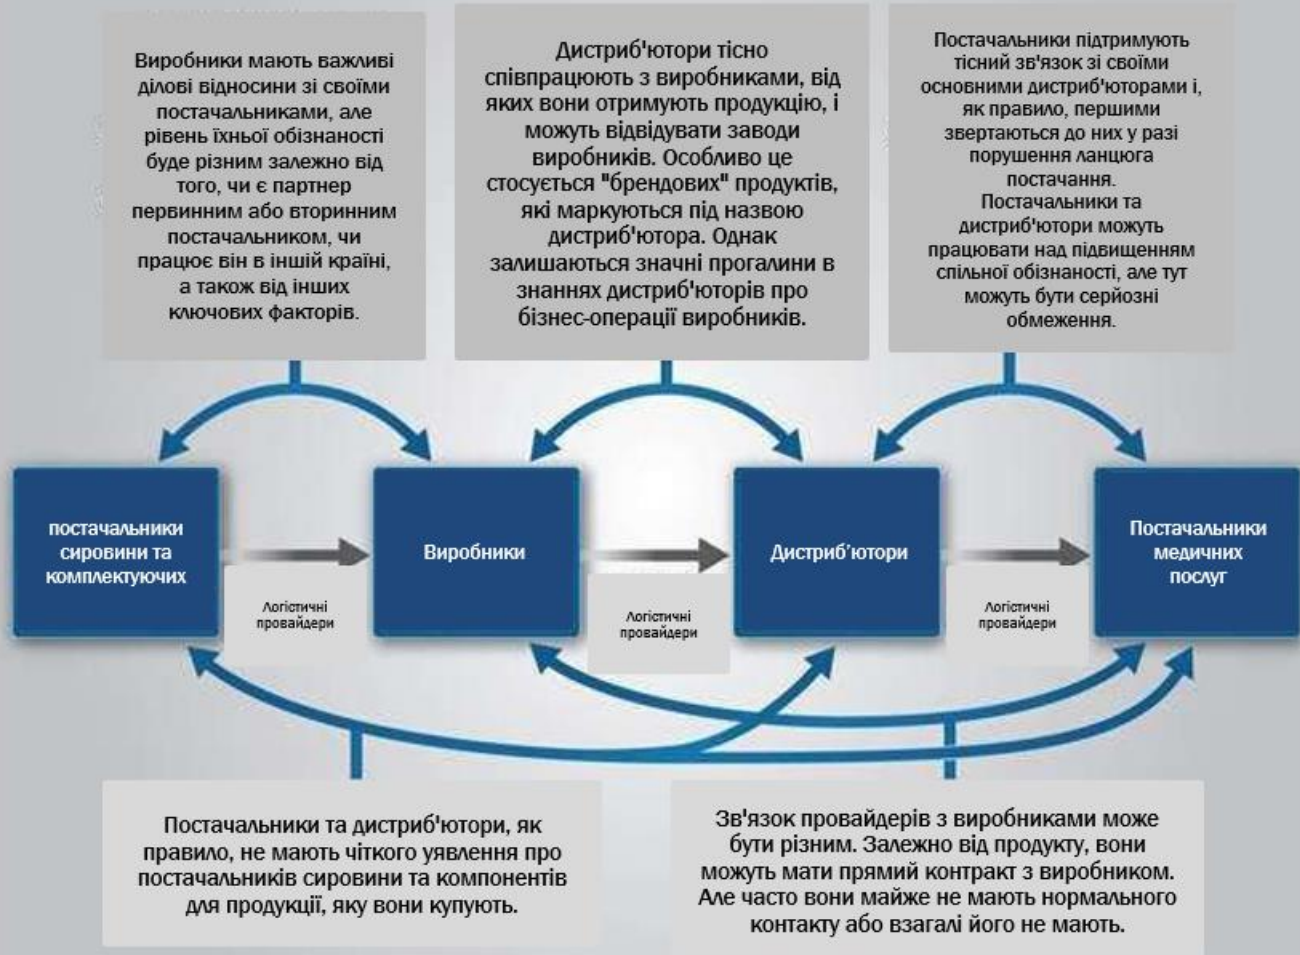 Виробники мають важливі
ділові відносини зі своїми
постачальниками, але
рівень їхньої обізнаності
буде різним залежно від
того, чи є партнер
первинним або вторинним
постачальником, чи
працює він в іншій країні,
а також від інших
ключових факторів.
Дистриб'ютори тісно
співпрацюють з виробниками, від
яких вони отримують продукцію, і
можуть відвідувати заводи
виробників. Особливо це
стосується "брендових" продуктів,
які маркуються під назвою
дистриб'ютора. Однак
залишаються значні прогалини в
знаннях дистриб'юторів про
бізнес-операції виробників.
Постачальники підтримують
тісний зв'язок зі своїми
основними дистриб'юторами і,
як правило, першими
звертаються до них у разі
порушення ланцюга
постачання.
Постачальники та
дистриб'ютори можуть
працювати над підвищенням
спільної обізнаності, але тут
можуть бути серйозні
обмеження.
постачальники
сировини та
комплектуючих
Логістичні
провайдери
Виробники
Логістичні
провайдери
Дистриб'ютори
Логістичні
провайдери
Постачальники
медичних
послуг
Постачальники та дистриб'ютори, як
правило, не мають чіткого уявлення про
постачальників сировини та компонентів
для продукції, яку вони купують.
Зв'язок провайдерів з виробниками може
бути різним. Залежно від продукту, вони
можуть мати прямий контракт з виробником.
Але часто вони майже не мають нормального
контакту або взагалі його не мають.